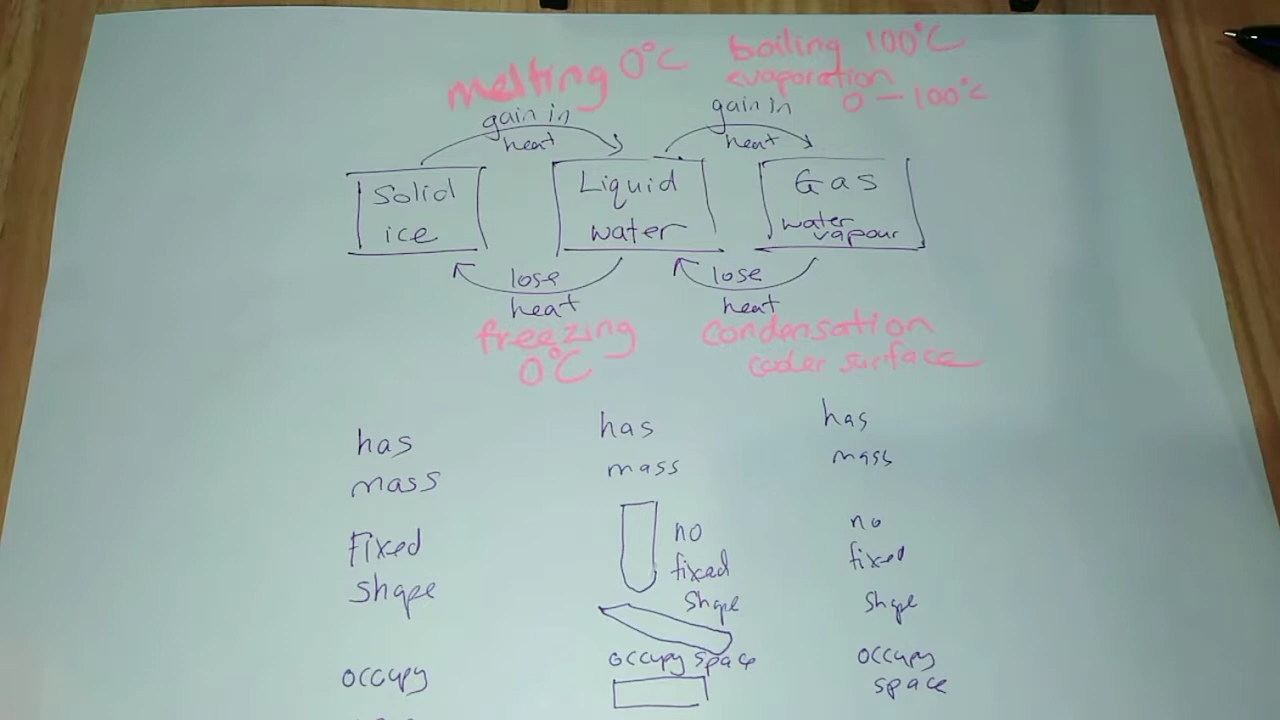 melting 0°C
boiling 100°C
evaporation
0 - 100°C
gain in
heat
gain in
heat
Solid
ice
Liquid
water
Gas
water
vapour
lose
heat
lose
heat
freezing
0°C
Condensation
cooler surface
has
mass
Fixed
Shape
occupy
has
mass
no
fixed
Shape
occupy space
has
mass
no
fixed
Shape
occupy
space